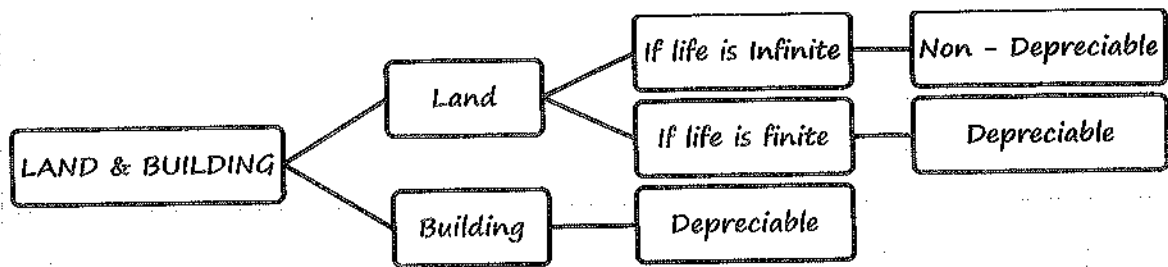 LAND & BUILDING
Land
If life is Infinite
Non - Depreciable
If life is finite
Depreciable
Building
Depreciable